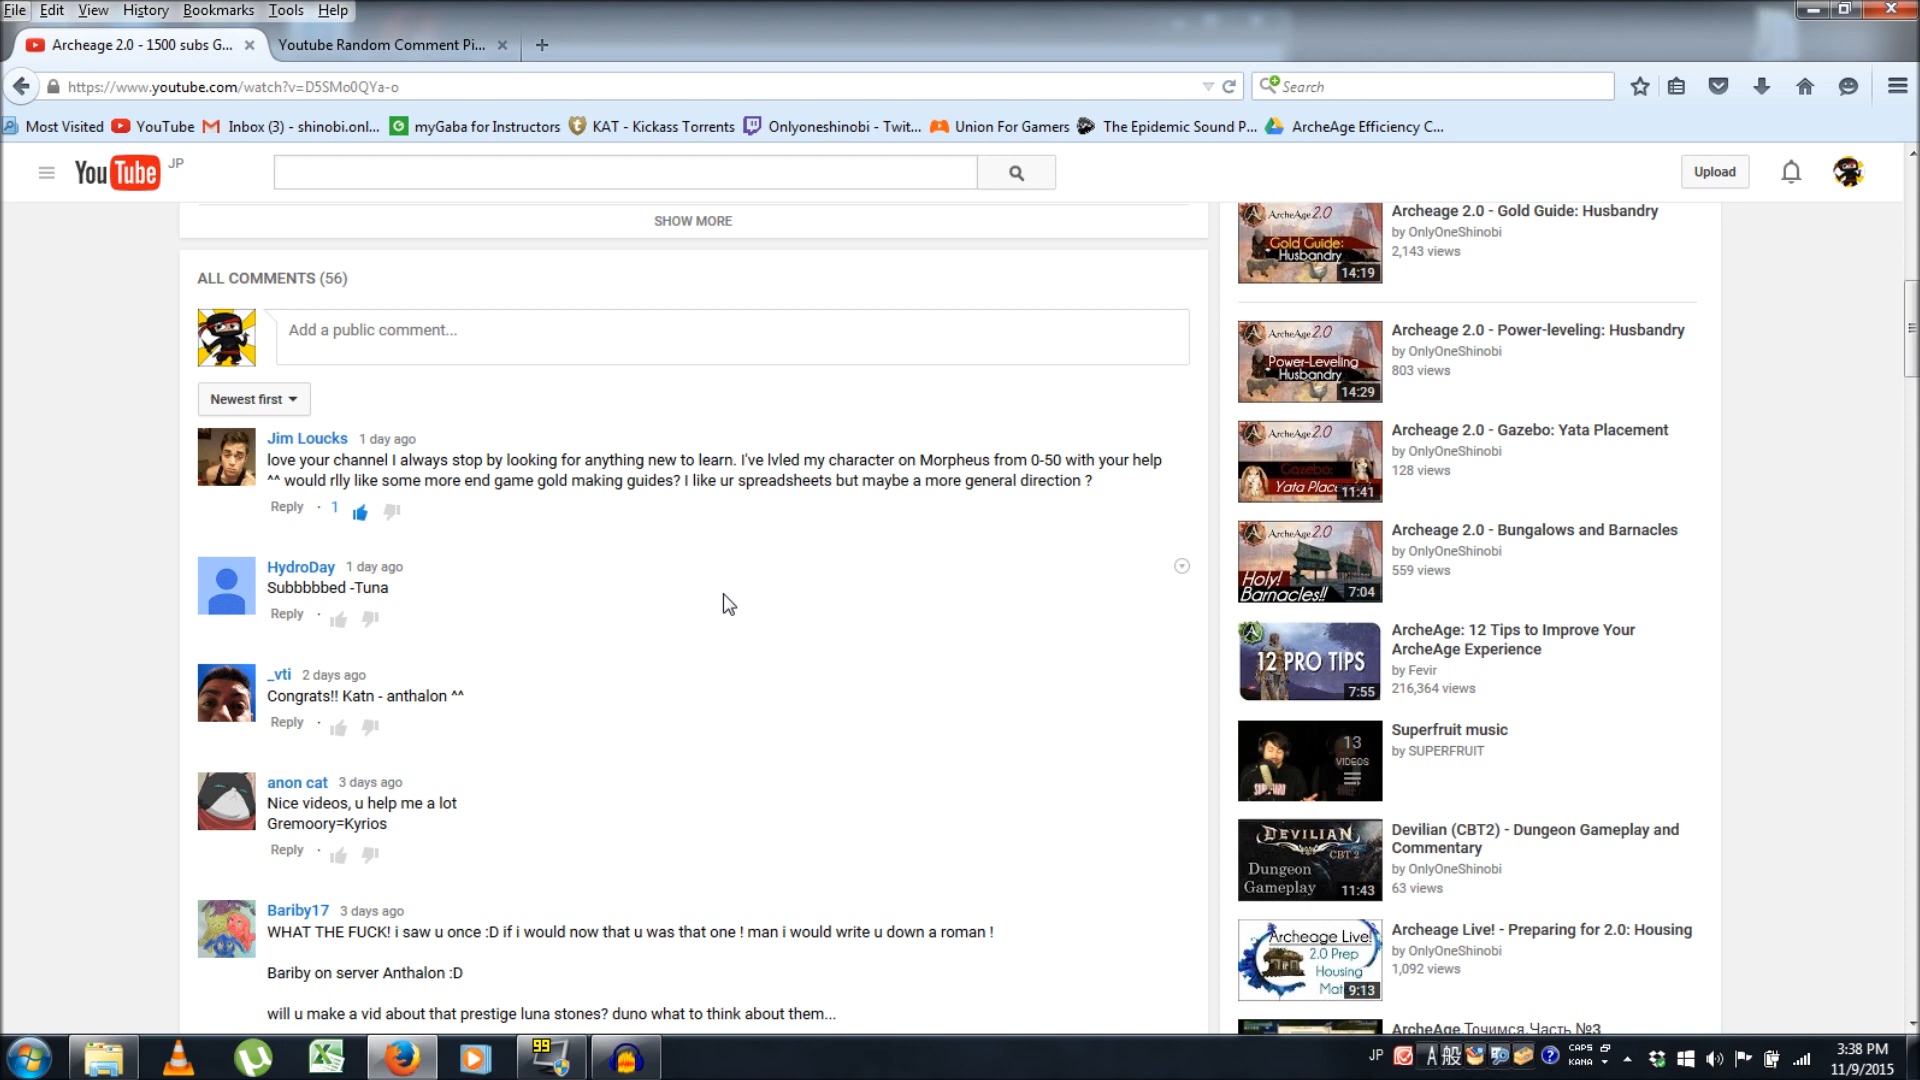 File Edit View History Bookmarks Tools Help
Archeage 2.0 - 1500 subs G...
Youtube Random Comment Pi...
https://www.youtube.com/watch?v=D5SMo0QYa-o
Search
Most Visited YouTube Inbox (3) - shinobi.onl... myGaba for Instructors KAT - Kickass Torrents Onlyoneshinobi - Twit... Union For Gamers The Epidemic Sound P... ArcheAge Efficiency C...
YouTube JP
Upload
SHOW MORE
ALL COMMENTS (56)
Add a public comment...
Newest first
Jim Loucks 1 day ago
love your channel I always stop by looking for anything new to learn. I've lvled my character on Morpheus from 0-50 with your help
^^ would rlly like some more end game gold making guides? I like ur spreadsheets but maybe a more general direction ?
Reply · 1
HydroDay 1 day ago
Subbbbbed -Tuna
Reply ·
_vti 2 days ago
Congrats!! Katn - anthalon ^^
Reply ·
anon cat 3 days ago
Nice videos, u help me a lot
Gremoory=Kyrios
Reply ·
Bariby17 3 days ago
WHAT THE FUCK! i saw u once :D if i would now that u was that one ! man i would write u down a roman !
Bariby on server Anthalon :D
will u make a vid about that prestige luna stones? duno what to think about them...
ArcheAge 2.0
Gold Guide:
Husbandry
14:19
Archeage 2.0 - Gold Guide: Husbandry
by OnlyOneShinobi
2,143 views
ArcheAge 2.0
Power-Leveling
Husbandry
14:29
Archeage 2.0 - Power-leveling: Husbandry
by OnlyOneShinobi
803 views
ArcheAge 2.0
Gazebo:
Yata Plac
11:41
Archeage 2.0 - Gazebo: Yata Placement
by OnlyOneShinobi
128 views
ArcheAge 2.0
Holy!
Barnacles!!
7:04
Archeage 2.0 - Bungalows and Barnacles
by OnlyOneShinobi
559 views
12 PRO TIPS
7:55
ArcheAge: 12 Tips to Improve Your
ArcheAge Experience
by Fevir
216,364 views
13
VIDEOS
Superfruit music
by SUPERFRUIT
DEVILIAN
CBT 2
Dungeon
Gameplay
11:43
Devilian (CBT2) - Dungeon Gameplay and
Commentary
by OnlyOneShinobi
63 views
Archeage Live!
2.0 Prep
Housing
Mat
9:13
Archeage Live! - Preparing for 2.0: Housing
by OnlyOneShinobi
1,092 views
ArcheAge.Точимся.Часть №3
99
JP A 般 CAPS KANA
3:38 PM
11/9/2015